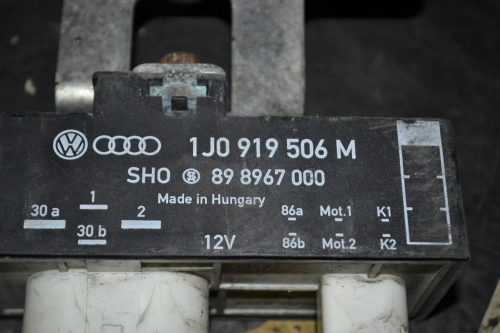 1J0 919 506 M
SHO 89 8967 000
Made in Hungary
1
30 a 2 86a Mot.1 K1
30 b 12V 86b Mot.2 K2